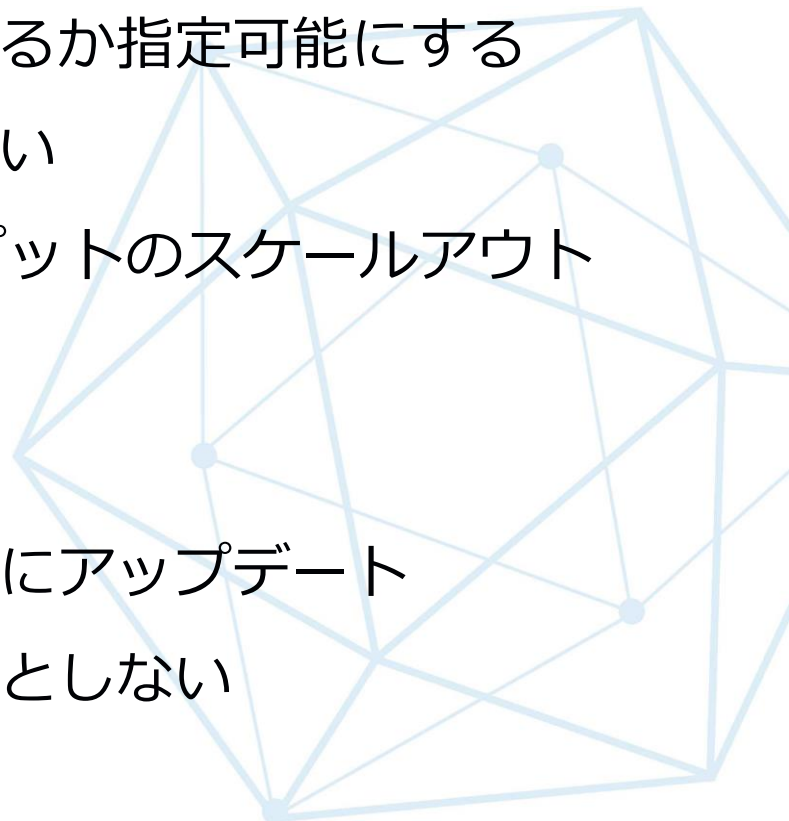 るか指定可能にする
い
ットのスケールアウト
にアップデート
としない